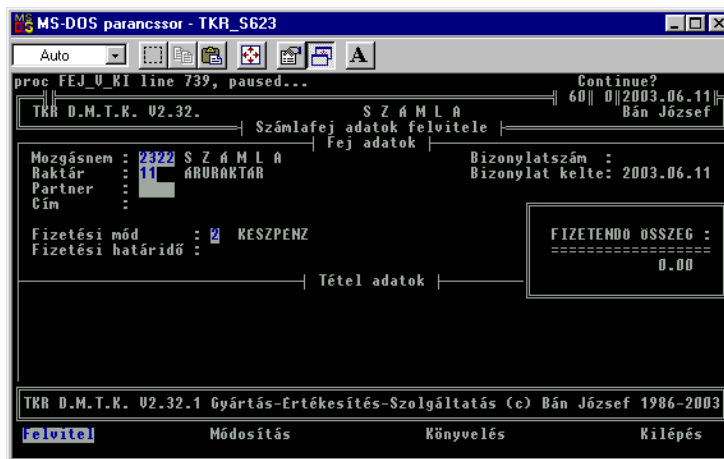 MS-DOS parancssor - TKR_S623
Auto
proc FEJ_V_KI line 739, paused... Continue?
60 0 2003.06.11
TKR D.M.T.K. V2.32. S Z Á M L A Bán József
Számlafej adatok felvitele
Fej adatok
Mozgásnem : 2322 S Z Á M L A Bizonylatszám :
Raktár : 11 ÁRURAKTÁR Bizonylat kelte: 2003.06.11
Partner :
Cím :
Fizetési mód : 2 KÉSZPÉNZ FIZETENDÖ ÖSSZEG :
Fizetési határidő : ==================
0.00
Tétel adatok
TKR D.M.T.K. V2.32.1 Gyártás-Értékesítés-Szolgáltatás (c) Bán József 1986-2003
Felvitel Módosítás Könyvelés Kilépés